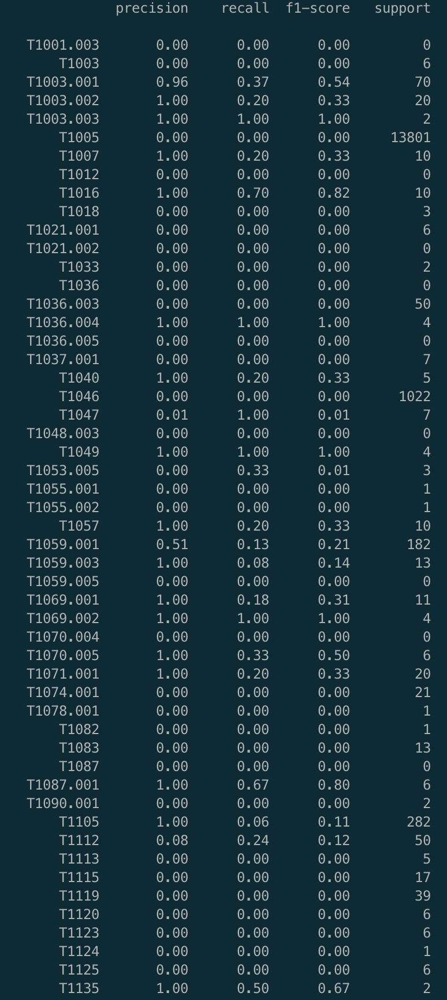 precision recall f1-score support
T1001.003 0.00 0.00 0.00 0
T1003 0.00 0.00 0.00 6
T1003.001 0.96 0.37 0.54 70
T1003.002 1.00 0.20 0.33 20
T1003.003 1.00 1.00 1.00 2
T1005 0.00 0.00 0.00 13801
T1007 1.00 0.20 0.33 10
T1012 0.00 0.00 0.00 0
T1016 1.00 0.70 0.82 10
T1018 0.00 0.00 0.00 3
T1021.001 0.00 0.00 0.00 6
T1021.002 0.00 0.00 0.00 0
T1033 0.00 0.00 0.00 2
T1036 0.00 0.00 0.00 0
T1036.003 0.00 0.00 0.00 50
T1036.004 1.00 1.00 1.00 4
T1036.005 0.00 0.00 0.00 0
T1037.001 0.00 0.00 0.00 7
T1040 1.00 0.20 0.33 5
T1046 0.00 0.00 0.00 1022
T1047 0.01 1.00 0.01 7
T1048.003 0.00 0.00 0.00 0
T1049 1.00 1.00 1.00 4
T1053.005 0.00 0.33 0.01 3
T1055.001 0.00 0.00 0.00 1
T1055.002 0.00 0.00 0.00 1
T1057 1.00 0.20 0.33 10
T1059.001 0.51 0.13 0.21 182
T1059.003 1.00 0.08 0.14 13
T1059.005 0.00 0.00 0.00 0
T1069.001 1.00 0.18 0.31 11
T1069.002 1.00 1.00 1.00 4
T1070.004 0.00 0.00 0.00 0
T1070.005 1.00 0.33 0.50 6
T1071.001 1.00 0.20 0.33 20
T1074.001 0.00 0.00 0.00 21
T1078.001 0.00 0.00 0.00 1
T1082 0.00 0.00 0.00 1
T1083 0.00 0.00 0.00 13
T1087 0.00 0.00 0.00 0
T1087.001 1.00 0.67 0.80 6
T1090.001 0.00 0.00 0.00 2
T1105 1.00 0.06 0.11 282
T1112 0.08 0.24 0.12 50
T1113 0.00 0.00 0.00 5
T1115 0.00 0.00 0.00 17
T1119 0.00 0.00 0.00 39
T1120 0.00 0.00 0.00 6
T1123 0.00 0.00 0.00 6
T1124 0.00 0.00 0.00 1
T1125 0.00 0.00 0.00 6
T1135 1.00 0.50 0.67 2